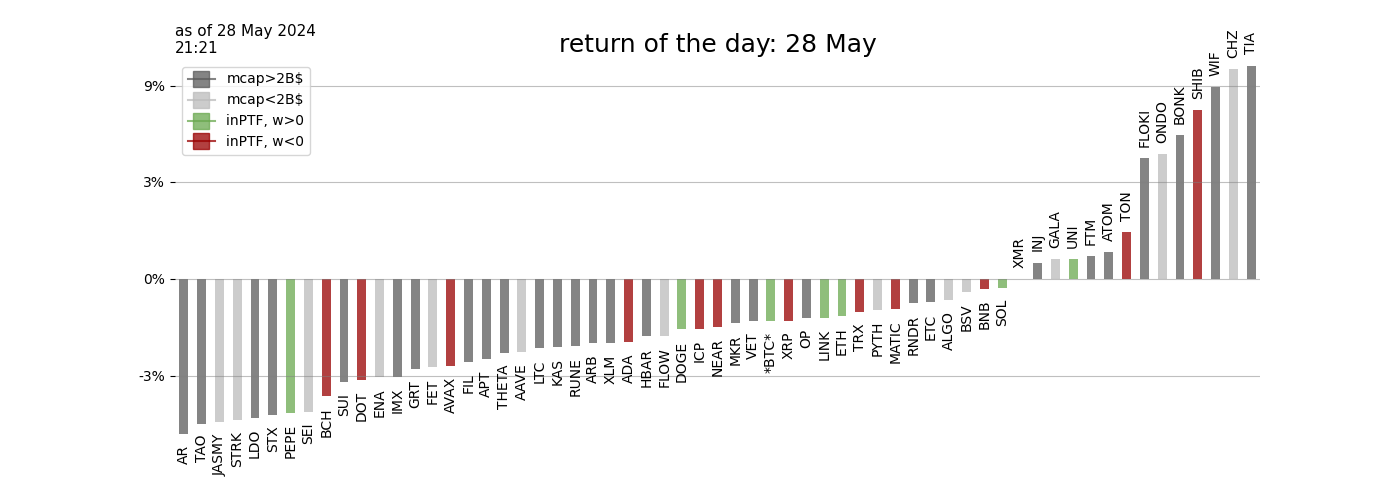 as of 28 May 2024
21:21
return of the day: 28 May
mcap>2B$
mcap<2B$
inPTF, w>0
inPTF, w<0
9%
3%
0%
-3%
AR
TAO
JASMY
STRK
LDO
STX
PEPE
SEI
BCH
SUI
DOT
ENA
IMX
GRT
FET
AVAX
FIL
APT
THETA
AAVE
LTC
KAS
RUNE
ARB
XLM
ADA
HBAR
FLOW
DOGE
ICP
NEAR
MKR
VET
*BTC*
XRP
OP
LINK
ETH
TRX
PYTH
MATIC
RNDR
ETC
ALGO
BSV
BNB
SOL
XMR
INJ
GALA
UNI
FTM
ATOM
TON
FLOKI
ONDO
BONK
SHIB
WIF
CHZ
TIA